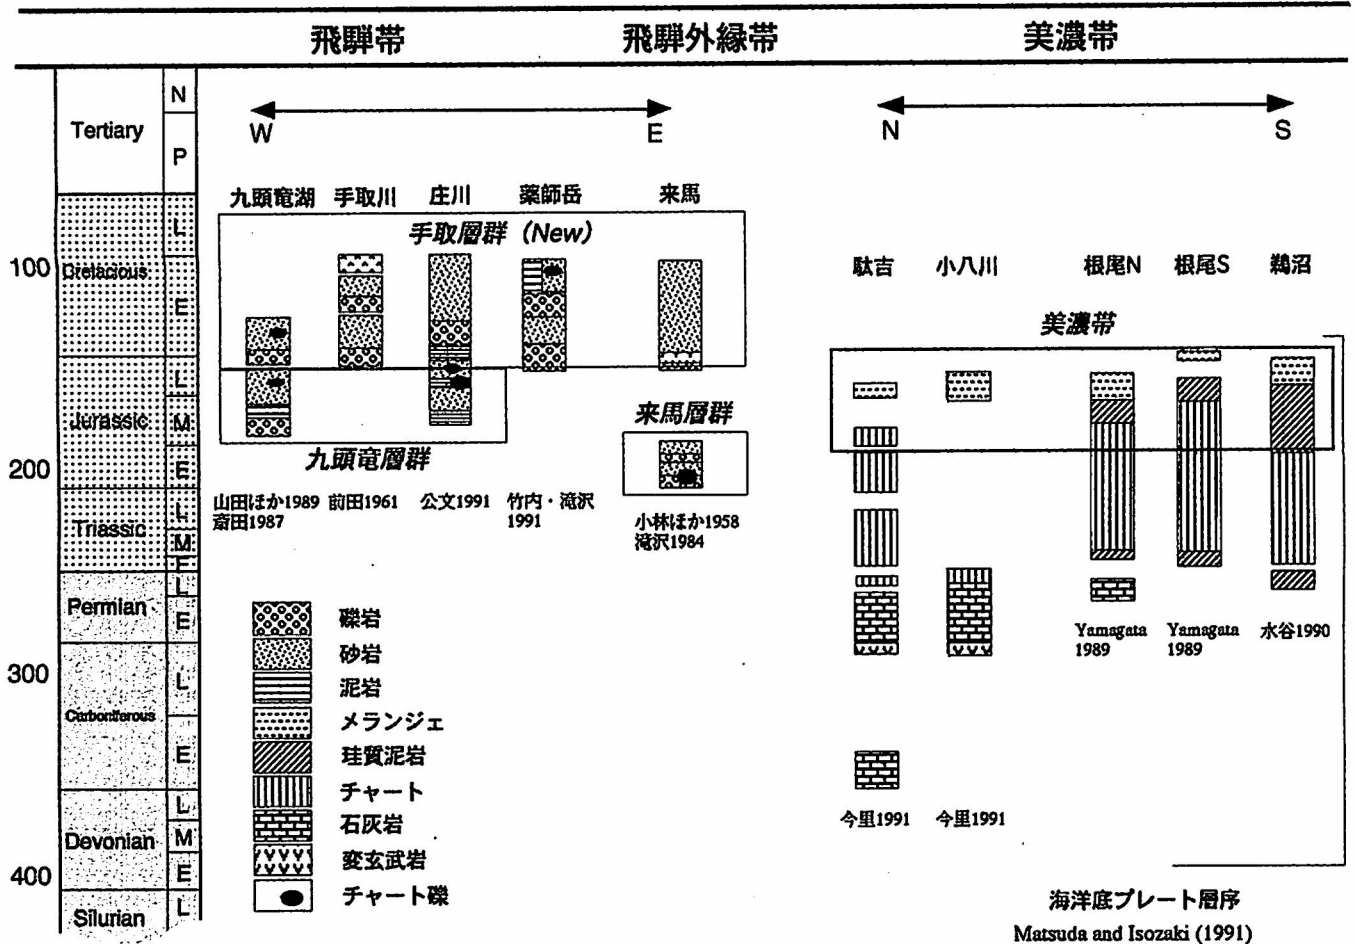 飛騨帯 飛騨外縁帯 美濃帯
W E
N S
Tertiary N
P
Cretacious L
E
Jurassic L
M
E
Triassic L
M
E
Permian L
E
Carboniferous L
E
Devonian L
M
E
Silurian L
100
200
300
400
九頭竜湖 手取川 庄川 薬師岳 来馬
手取層群（New）
九頭竜層群
来馬層群
山田ほか1989
斎田1987
前田1961
公文1991
竹内・滝沢
1991
小林ほか1958
滝沢1984
駄吉 小八川 根尾N 根尾S 鵜沼
美濃帯
Yamagata
1989
Yamagata
1989
水谷1990
今里1991 今里1991
礫岩
砂岩
泥岩
メランジェ
珪質泥岩
チャート
石灰岩
変玄武岩
チャート礫
海洋底プレート層序
Matsuda and Isozaki (1991)